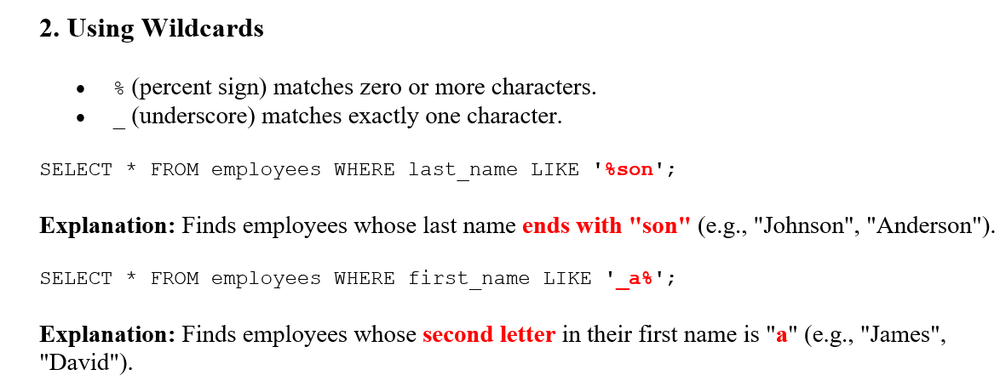 2. Using Wildcards
• % (percent sign) matches zero or more characters.
• _ (underscore) matches exactly one character.
SELECT * FROM employees WHERE last_name LIKE '%son';
Explanation: Finds employees whose last name ends with "son" (e.g., "Johnson", "Anderson").
SELECT * FROM employees WHERE first_name LIKE '_a%';
Explanation: Finds employees whose second letter in their first name is "a" (e.g., "James",
"David").